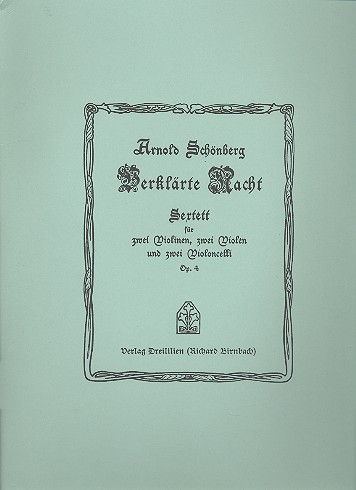 Arnold Schönberg
Verklärte Nacht
Sextett
für
zwei Violinen, zwei Violen
und zwei Violoncelli
Op. 4
Verlag Dreililien (Richard Birnbach)